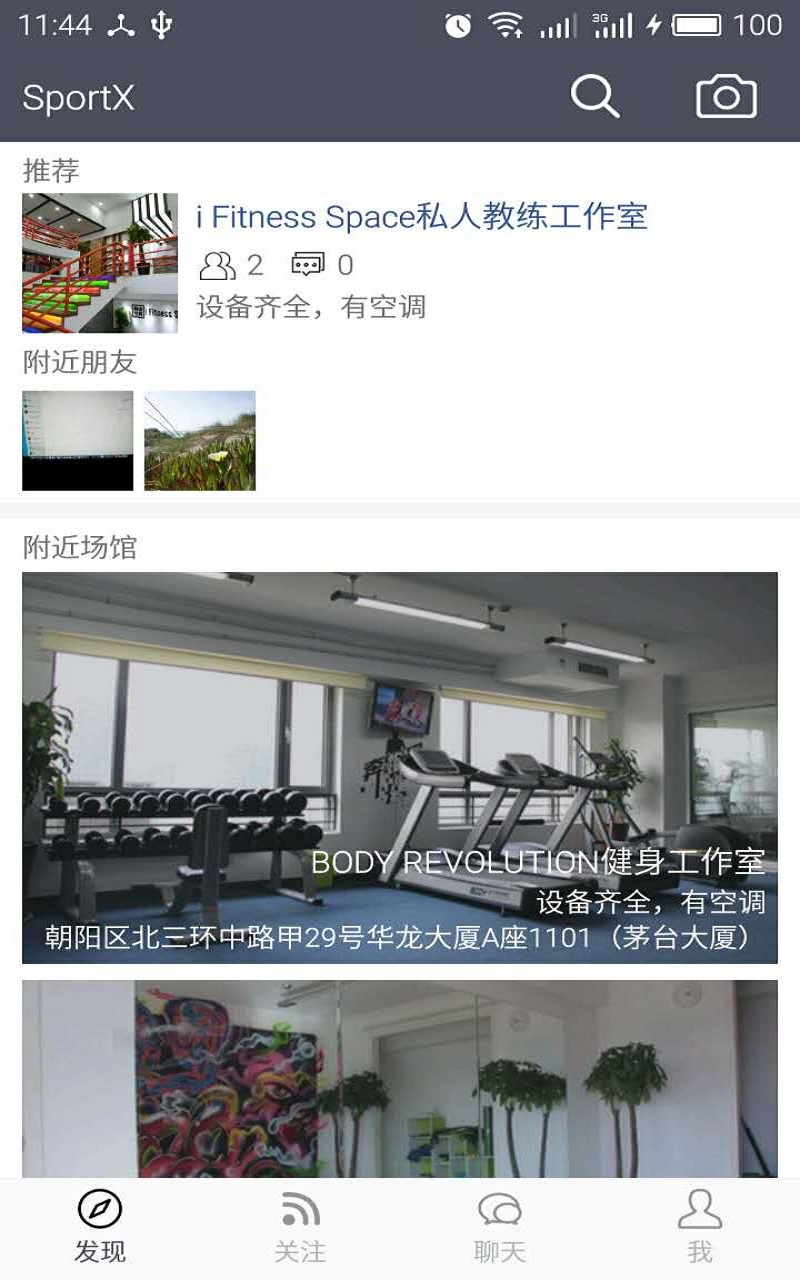 11:44
3G
100
SportX
推荐
i Fitness Space私人教练工作室
2
0
设备齐全，有空调
附近朋友
附近场馆
BODY REVOLUTION健身工作室
设备齐全，有空调
朝阳区北三环中路甲29号华龙大厦A座1101（茅台大厦）
发现
关注
聊天
我